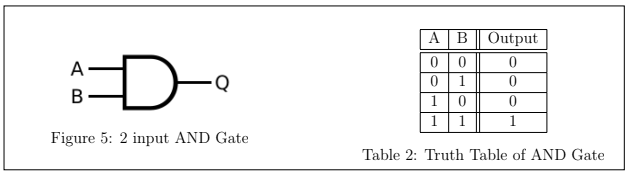 A
B
Q
Figure 5: 2 input AND Gate
A B Output
0 0 0
0 1 0
1 0 0
1 1 1
Table 2: Truth Table of AND Gate